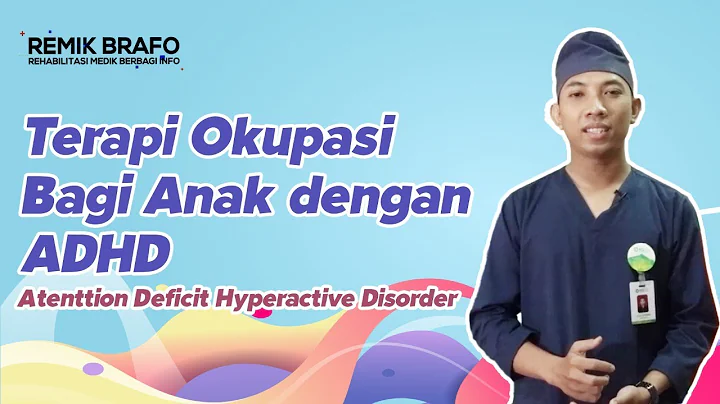 REMIK BRAFO
REHABILITASI MEDIK BERBAGI INFO
Terapi Okupasi
Bagi Anak dengan
ADHD
Atenttion Deficit Hyperactive Disorder